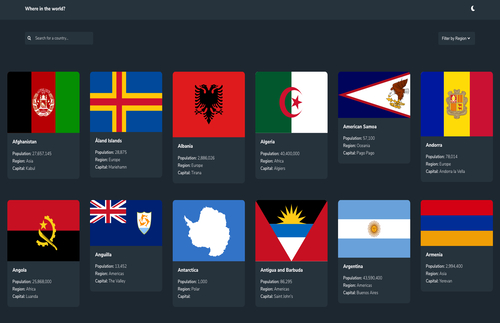 Where in the world?
Search for a country...
Filter by Region
Afghanistan
Population: 27,657,145
Region: Asia
Capital: Kabul
Åland Islands
Population: 28,875
Region: Europe
Capital: Mariehamn
Albania
Population: 2,886,026
Region: Europe
Capital: Tirana
Algeria
Population: 40,400,000
Region: Africa
Capital: Algiers
American Samoa
Population: 57,100
Region: Oceania
Capital: Pago Pago
Andorra
Population: 78,014
Region: Europe
Capital: Andorra la Vella
Angola
Population: 25,868,000
Region: Africa
Capital: Luanda
Anguilla
Population: 13,452
Region: Americas
Capital: The Valley
Antarctica
Population: 1,000
Region: Polar
Capital:
Antigua and Barbuda
Population: 86,295
Region: Americas
Capital: Saint John's
Argentina
Population: 43,590,400
Region: Americas
Capital: Buenos Aires
Armenia
Population: 2,994,400
Region: Asia
Capital: Yerevan